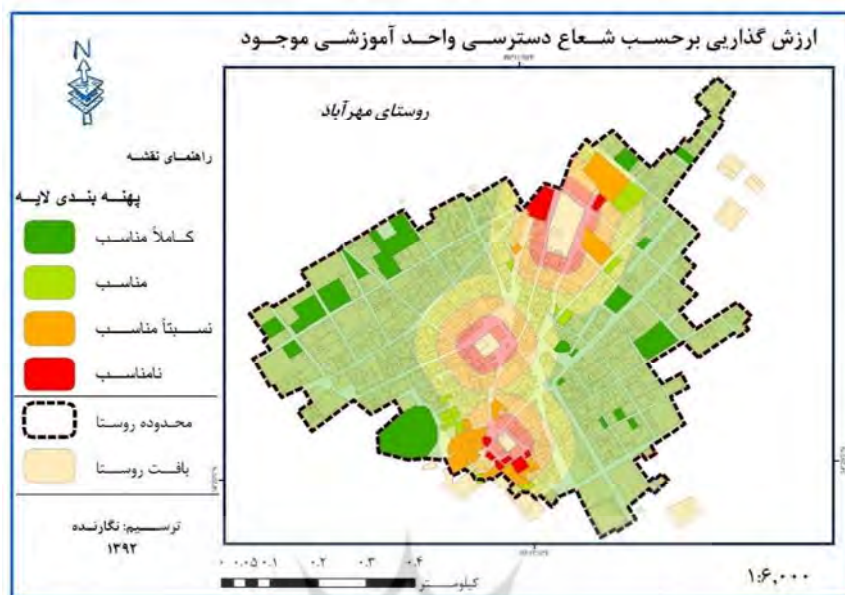 ارزش گذاریی برحسب شعاع دسترسی واحد آموزشی موجود
N
روستای مهرآباد
راهنمای نقشه
پهنه بندی لایه
کاملاً مناسب
مناسب
نسبتاً مناسب
نامناسب
محدوده روستا
بافت روستا
ترسیم: نگارنده
۱۳۹۲
۰ ۰.۰۵ ۰.۱ ۰.۲ ۰.۳ ۰.۴
کیلومتر
۱:۶,۰۰۰